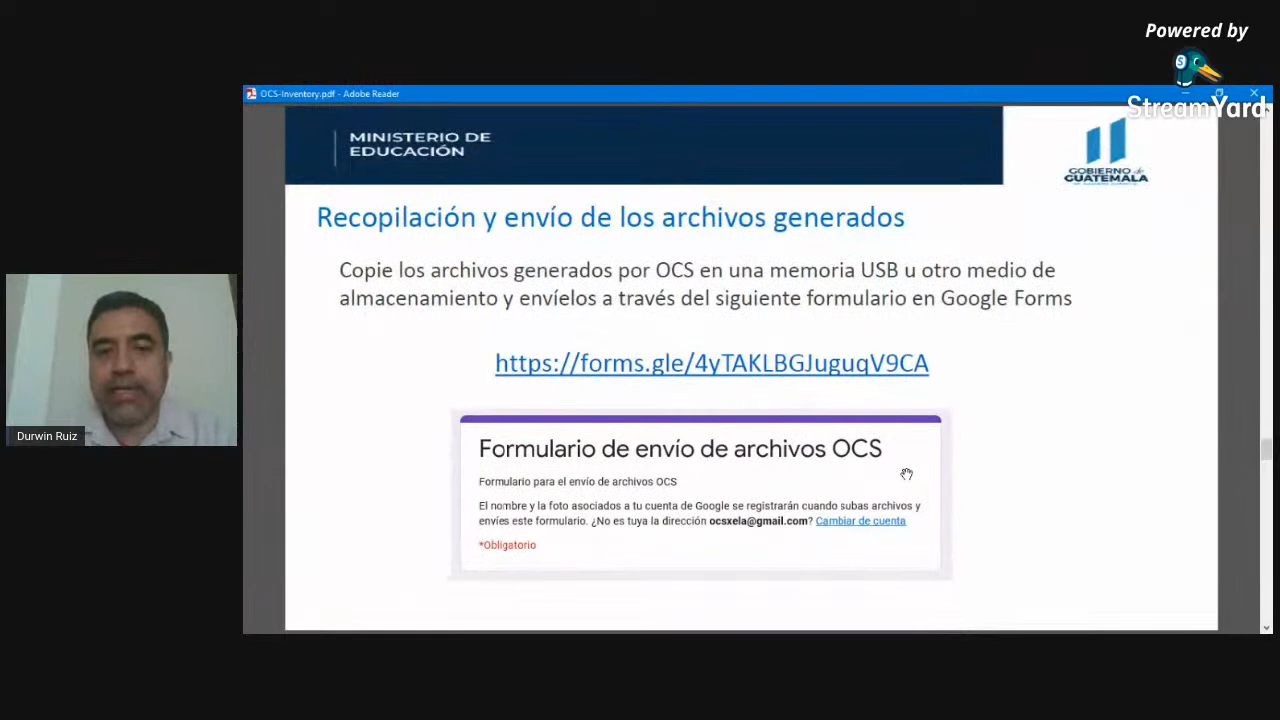 Powered by
StreamYard
OCS-Inventory.pdf - Adobe Reader
MINISTERIO DE
EDUCACIÓN
GOBIERNO de
GUATEMALA
Recopilación y envío de los archivos generados
Copie los archivos generados por OCS en una memoria USB u otro medio de
almacenamiento y envíelos a través del siguiente formulario en Google Forms
https://forms.gle/4yTAKLBGJuguqV9CA
Formulario de envío de archivos OCS
Formulario para el envío de archivos OCS
El nombre y la foto asociados a tu cuenta de Google se registrarán cuando subas archivos y
envíes este formulario. ¿No es tuya la dirección ocsxela@gmail.com? Cambiar de cuenta
*Obligatorio
Durwin Ruiz